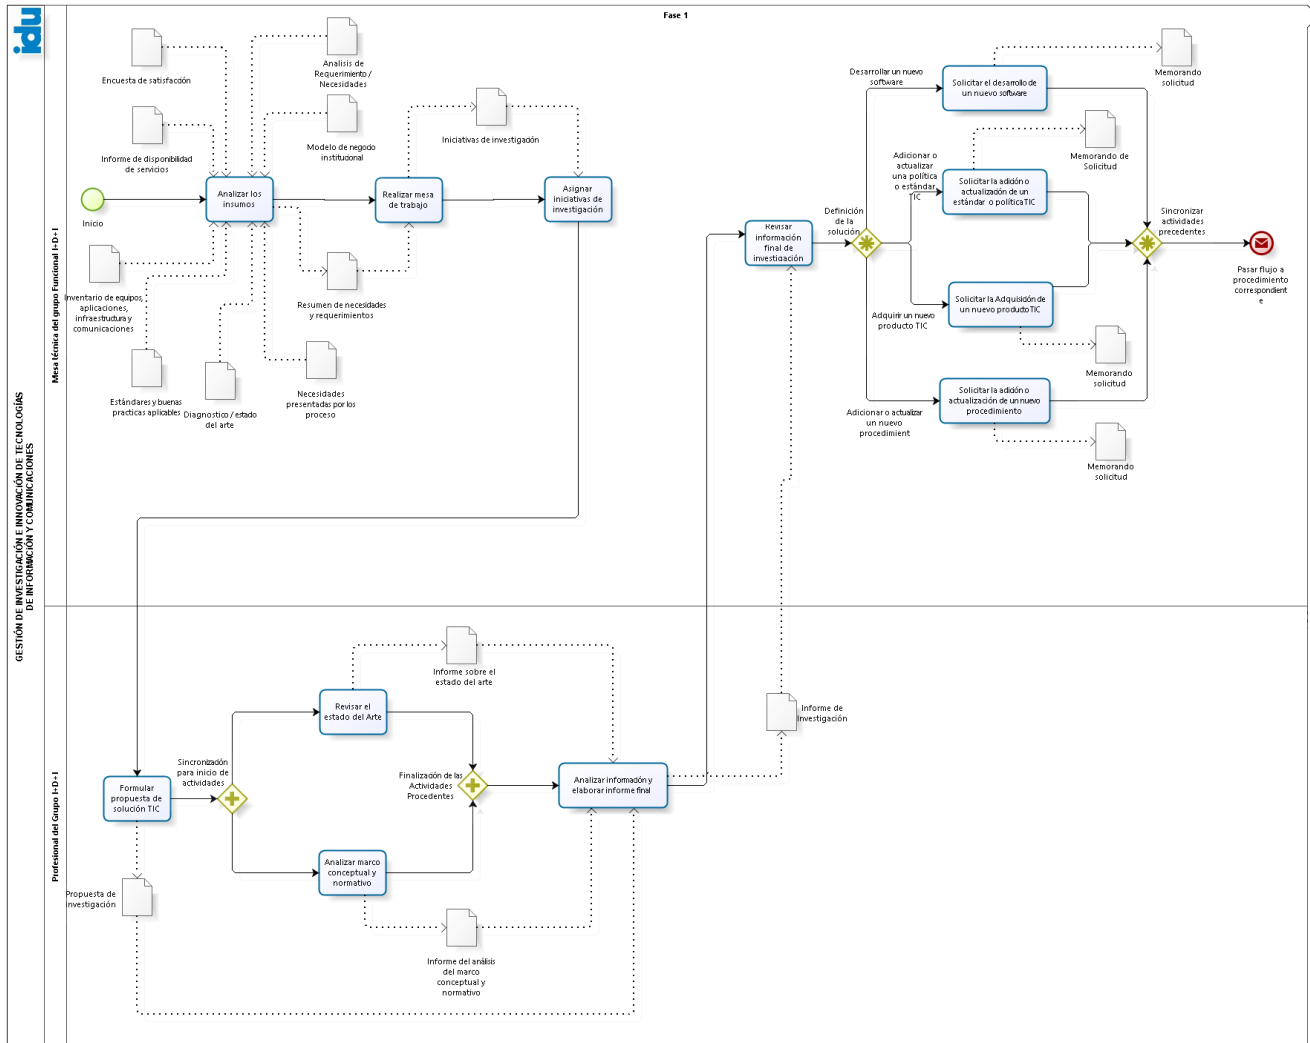 idu
Fase 1
GESTIÓN DE INVESTIGACIÓN E INNOVACIÓN DE TECNOLOGÍAS
DE INFORMACIÓN Y COMUNICACIONES
Mesa técnica del grupo Funcional I+D+I
Encuesta de satisfacción
Analisis de
Requerimiento /
Necesidades
Informe de disponibilidad
de servicios
Modelo de negodo
institucional
Iniciativas de investigación
Inicio
Analizar los
insumos
Realizar mesa
de trabajo
Asignar
iniciativas de
investigación
Inventario de equipos,
aplicaciones,
infraestructura y
comunicaciones
Resumen de necesidades
y requerimientos
Estándares y buenas
practicas aplicables
Diagnostico / estado
del arte
Necesidades
presentadas por los
proceso
Revisar
información
final de
investigación
Definición
de la
solución
Desarrollar un nuevo
software
Solicitar el desarrollo de
un nuevo software
Memorando
solicitud
Adicionar o
actualizar
una política
o estándar
TIC
Solicitar la adición o
actualización de un
estándar o política TIC
Memorando de
Solicitud
Adquirir un nuevo
producto TIC
Solicitar la Adquisición de
un nuevo producto TIC
Memorando
solicitud
Adicionar o actualizar
un nuevo
procedimient
Solicitar la adición o
actualización de un nuevo
procedimiento
Memorando
solicitud
Sincronizar
actividades
precedentes
Pasar flujo a
procedimiento
correspondient
e
Profesional del Grupo I+D+I
Formular
propuesta de
solución TIC
Sincronización
para inicio de
actividades
Revisar el
estado del Arte
Informe sobre el
estado del arte
Analizar marco
conceptual y
normativo
Informe del análisis
del marco
conceptual y
normativo
Finalización de las
Actividades
Procedentes
Analizar información y
elaborar informe final
Informe de
Investigación
Propuesta de
investigación